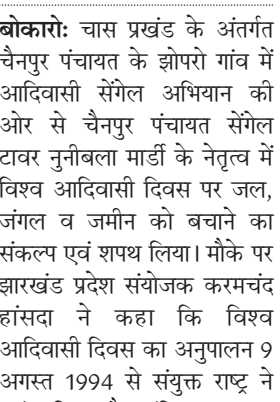 बोकारोः चास प्रखंड के अंतर्गत
चैनपुर पंचायत के झोपरो गांव में
आदिवासी सेंगेल अभियान की
ओर से चैनपुर पंचायत सेंगेल
टावर नुनीबला मार्डी के नेतृत्व में
विश्व आदिवासी दिवस पर जल,
जंगल व जमीन को बचाने का
संकल्प एवं शपथ लिया। मौके पर
झारखंड प्रदेश संयोजक करमचंद
हांसदा ने कहा कि विश्व
आदिवासी दिवस का अनुपालन 9
अगस्त 1994 से संयुक्त राष्ट्र ने